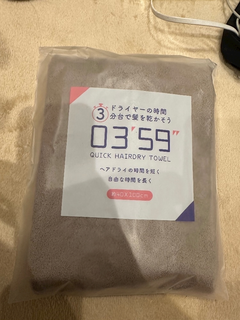 ドライヤーの時間
3 分台で髪を乾かそう
03'59"
QUICK HAIRDRY TOWEL
ヘアドライの時間を短く
自由な時間を長く